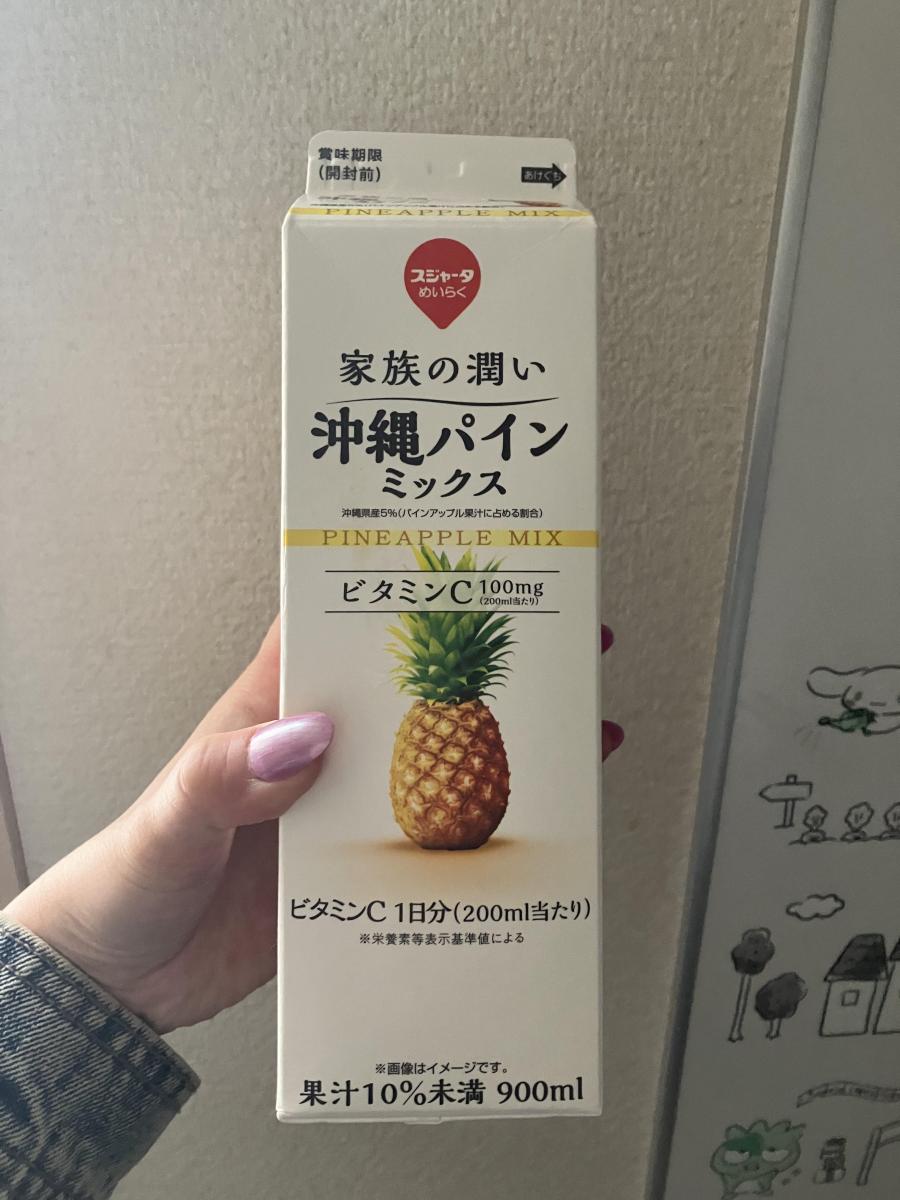 賞味期限
(開封前)
あけぐち
PINEAPPLE MIX
スジャータ
めいらく
家族の潤い
沖縄パイン
ミックス
沖縄県産5%(パインアップル果汁に占める割合)
PINEAPPLE MIX
ビタミンC 100mg
(200ml当たり)
ビタミンC 1日分(200ml当たり)
※栄養素等表示基準値による
※画像はイメージです。
果汁10%未満 900ml